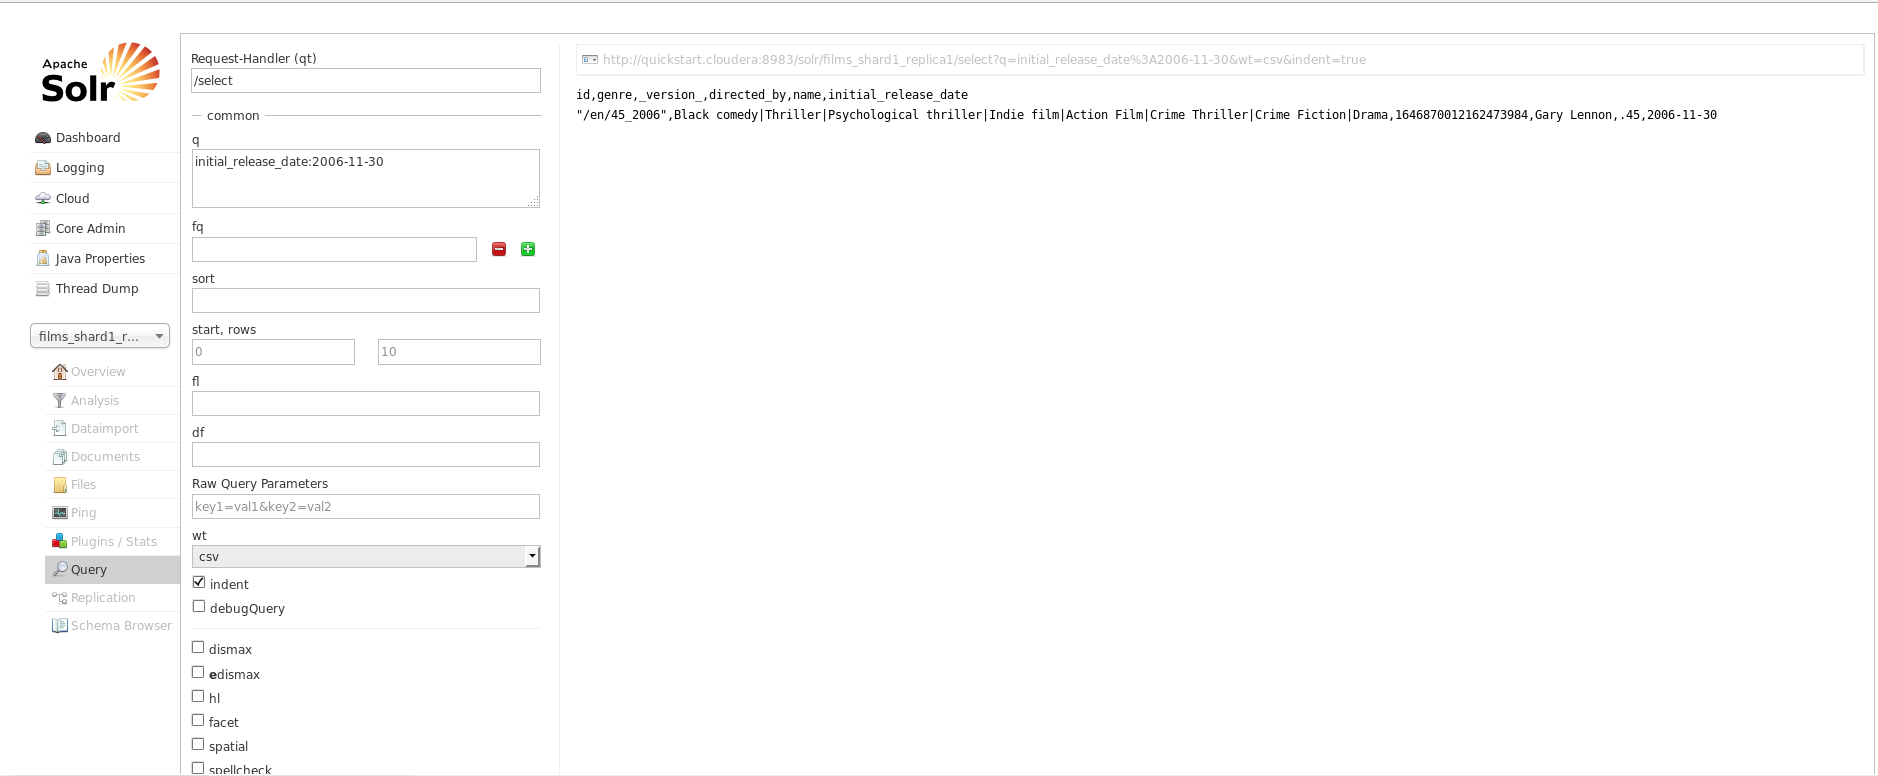 Apache
Solr
Dashboard
Logging
Cloud
Core Admin
Java Properties
Thread Dump
films_shard1_r...
Overview
Analysis
Dataimport
Documents
Files
Ping
Plugins / Stats
Query
Replication
Schema Browser
Request-Handler (qt)
/select
common
q
initial_release_date:2006-11-30
fq
sort
start, rows
0 10
fl
df
Raw Query Parameters
key1=val1&key2=val2
wt
csv
indent
debugQuery
dismax
edismax
hl
facet
spatial
spellcheck
http://quickstart.cloudera:8983/solr/films_shard1_replica1/select?q=initial_release_date%3A2006-11-30&wt=csv&indent=true
id,genre,_version_,directed_by,name,initial_release_date
"/en/45_2006",Black comedy|Thriller|Psychological thriller|Indie film|Action Film|Crime Thriller|Crime Fiction|Drama,1646870012162473984,Gary Lennon,.45,2006-11-30